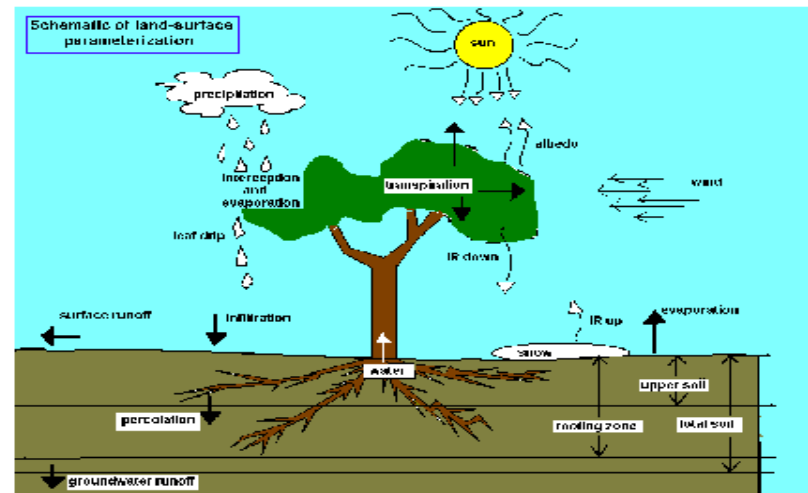 Schematic of land-surface
parameterization
sun
precipitation
albedo
interception
and
evaporation
transpiration
wind
leaf drip
IR down
surface runoff
infiltration
IR up
evaporation
snow
water
upper soil
percolation
rooting zone
total soil
groundwater runoff